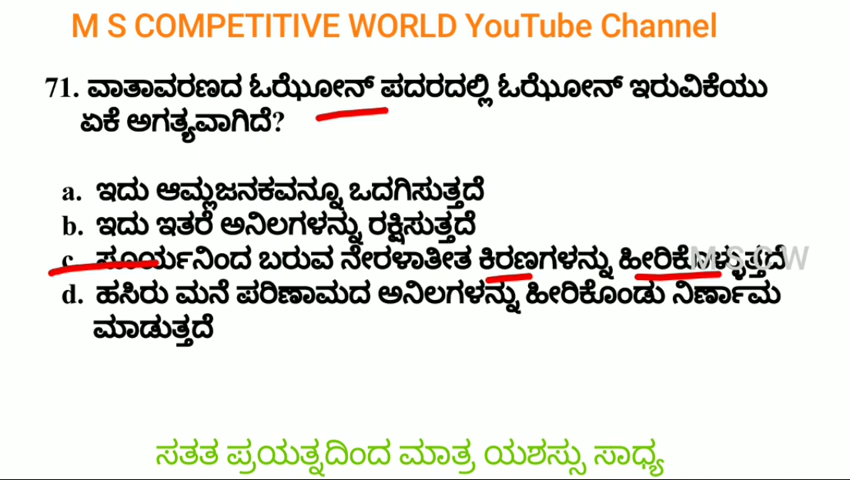 M S COMPETITIVE WORLD YouTube Channel
71. ವಾತಾವರಣದ ಓಝೋನ್ ಪದರದಲ್ಲಿ ಓಝೋನ್ ಇರುವಿಕೆಯು
ಏಕೆ ಅಗತ್ಯವಾಗಿದೆ?
a. ಇದು ಆಮ್ಲಜನಕವನ್ನೂ ಒದಗಿಸುತ್ತದೆ
b. ಇದು ಇತರೆ ಅನಿಲಗಳನ್ನು ರಕ್ಷಿಸುತ್ತದೆ
c. ಸೂರ್ಯನಿಂದ ಬರುವ ನೇರಳಾತೀತ ಕಿರಣಗಳನ್ನು ಹೀರಿಕೊಳ್ಳುತ್ತದೆ
M S C W
d. ಹಸಿರು ಮನೆ ಪರಿಣಾಮದ ಅನಿಲಗಳನ್ನು ಹೀರಿಕೊಂಡು ನಿರ್ಣಾಮ
ಮಾಡುತ್ತದೆ
ಸತತ ಪ್ರಯತ್ನದಿಂದ ಮಾತ್ರ ಯಶಸ್ಸು ಸಾಧ್ಯ